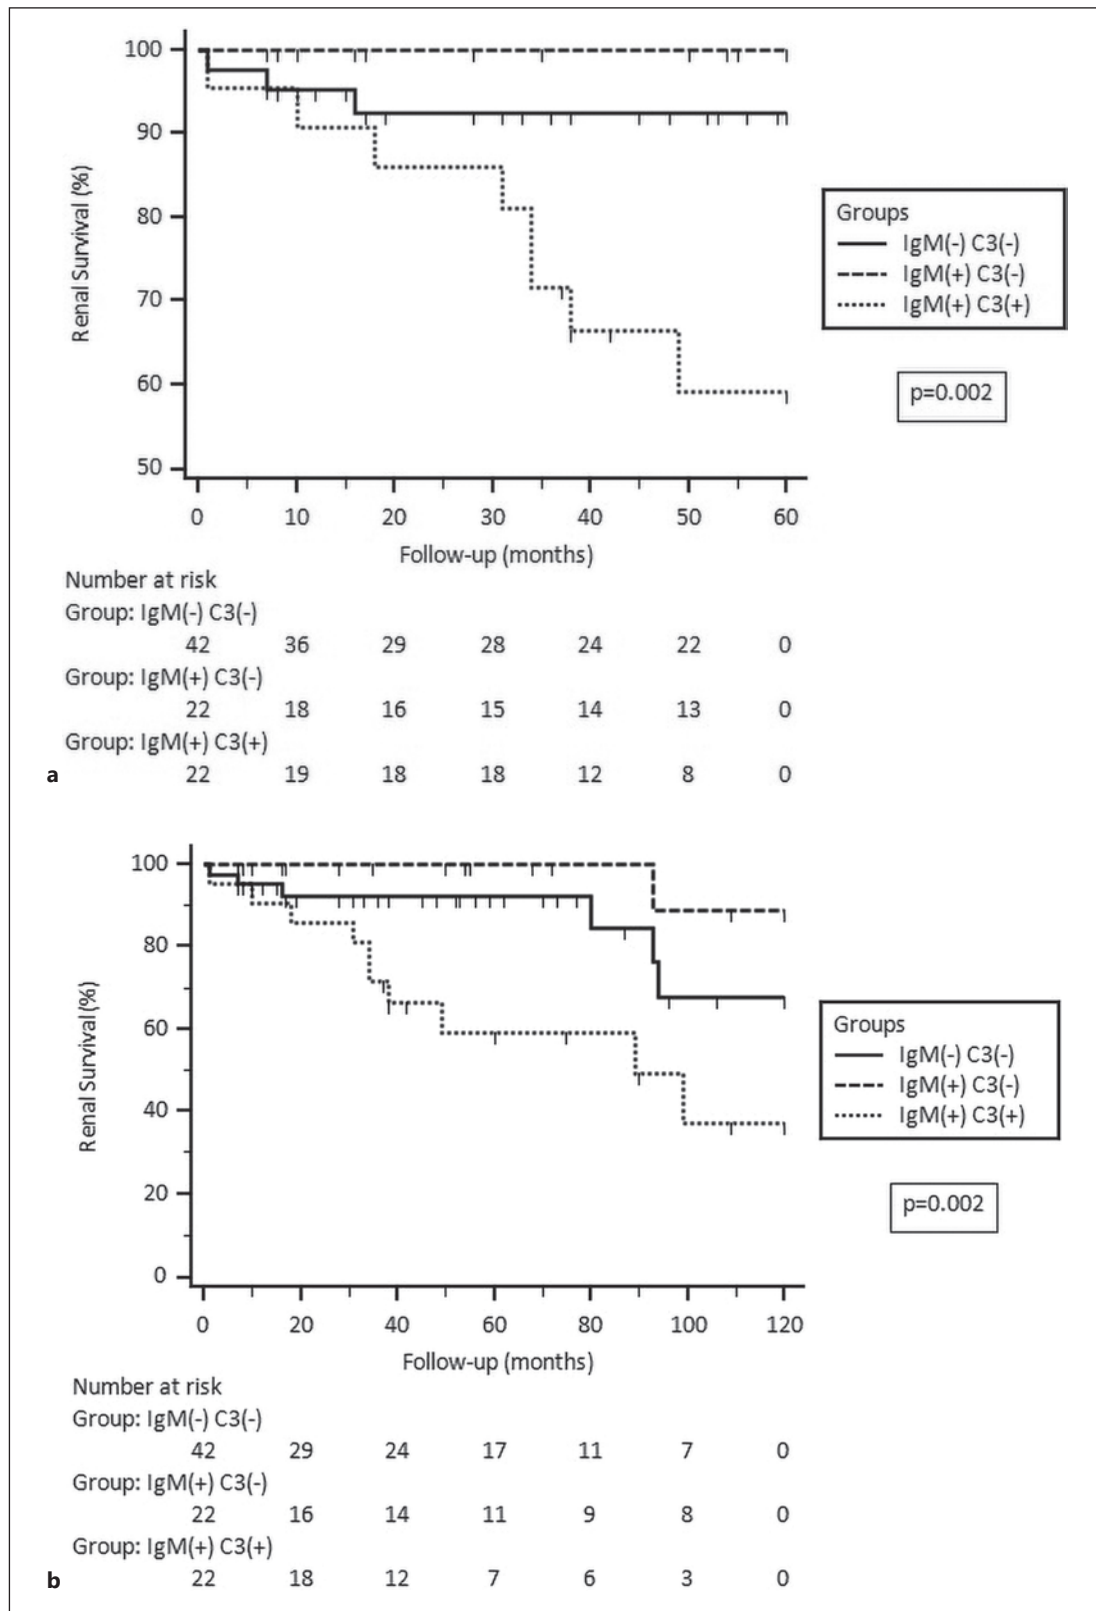 100
90
80
70
60
50
Renal Survival (%)
0 10 20 30 40 50 60
Follow-up (months)
Groups
IgM(-) C3(-)
IgM(+) C3(-)
IgM(+) C3(+)
p=0.002
Number at risk
Group: IgM(-) C3(-)
42 36 29 28 24 22 0
Group: IgM(+) C3(-)
22 18 16 15 14 13 0
Group: IgM(+) C3(+)
a
22 19 18 18 12 8 0
100
80
60
40
20
0
Renal Survival (%)
0 20 40 60 80 100 120
Follow-up (months)
Groups
IgM(-) C3(-)
IgM(+) C3(-)
IgM(+) C3(+)
p=0.002
Number at risk
Group: IgM(-) C3(-)
42 29 24 17 11 7 0
Group: IgM(+) C3(-)
22 16 14 11 9 8 0
Group: IgM(+) C3(+)
b
22 18 12 7 6 3 0